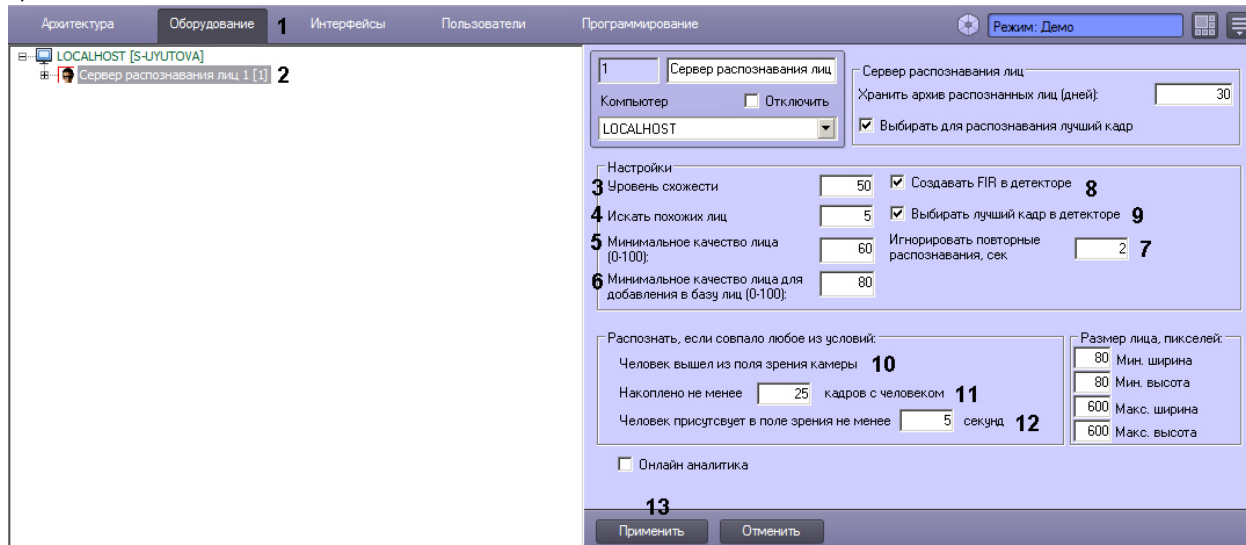 Архитектура Оборудование 1 Интерфейсы Пользователи Программирование Режим: Демо
LOCALHOST [S-UYUTOVA]
Сервер распознавания лиц 1 [1] 2
1 Сервер распознавания лиц
Компьютер Отключить
LOCALHOST
Сервер распознавания лиц
Хранить архив распознанных лиц (дней): 30
Выбирать для распознавания лучший кадр
Настройки
3 Уровень схожести 50 Создавать FIR в детекторе 8
4 Искать похожих лиц 5 Выбирать лучший кадр в детекторе 9
5 Минимальное качество лица
(0-100): 60
Игнорировать повторные
распознавания, сек 2 7
6 Минимальное качество лица для
добавления в базу лиц (0-100): 80
Распознать, если совпало любое из условий:
Человек вышел из поля зрения камеры 10
Накоплено не менее 25 кадров с человеком 11
Человек присутсвует в поле зрения не менее 5 секунд 12
Размер лица, пикселей:
80 Мин. ширина
80 Мин. высота
600 Макс. ширина
600 Макс. высота
Онлайн аналитика
13
Применить Отменить